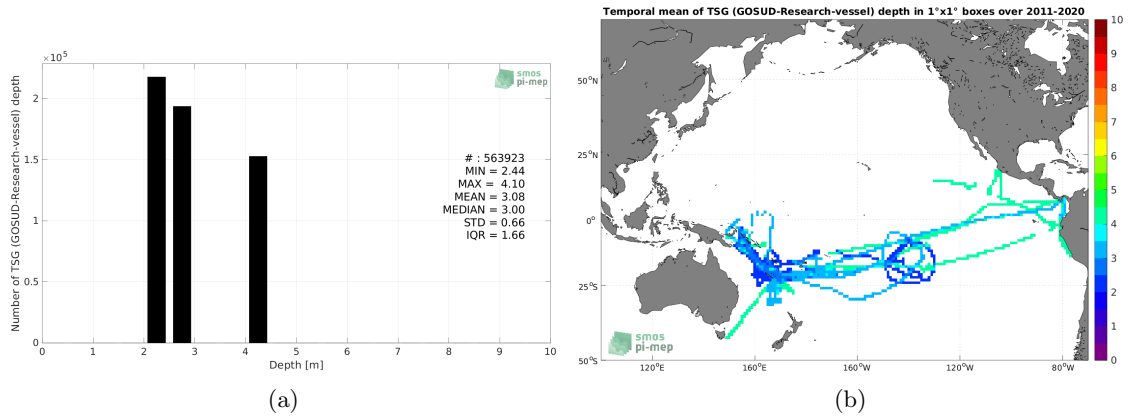 ×10⁵
Number of TSG (GOSUD-Research-vessel) depth
2
1.5
1
0.5
0
smos
pi-mep
# : 563923
MIN = 2.44
MAX = 4.10
MEAN = 3.08
MEDIAN = 3.00
STD = 0.66
IQR = 1.66
0 1 2 3 4 5 6 7 8 9 10
Depth [m]
(a)
Temporal mean of TSG (GOSUD-Research-vessel) depth in 1°x1° boxes over 2011-2020
50°N
25°N
0°
25°S
50°S
smos
pi-mep
120°E 160°E 160°W 120°W 80°W
10
9
8
7
6
5
4
3
2
1
0
(b)